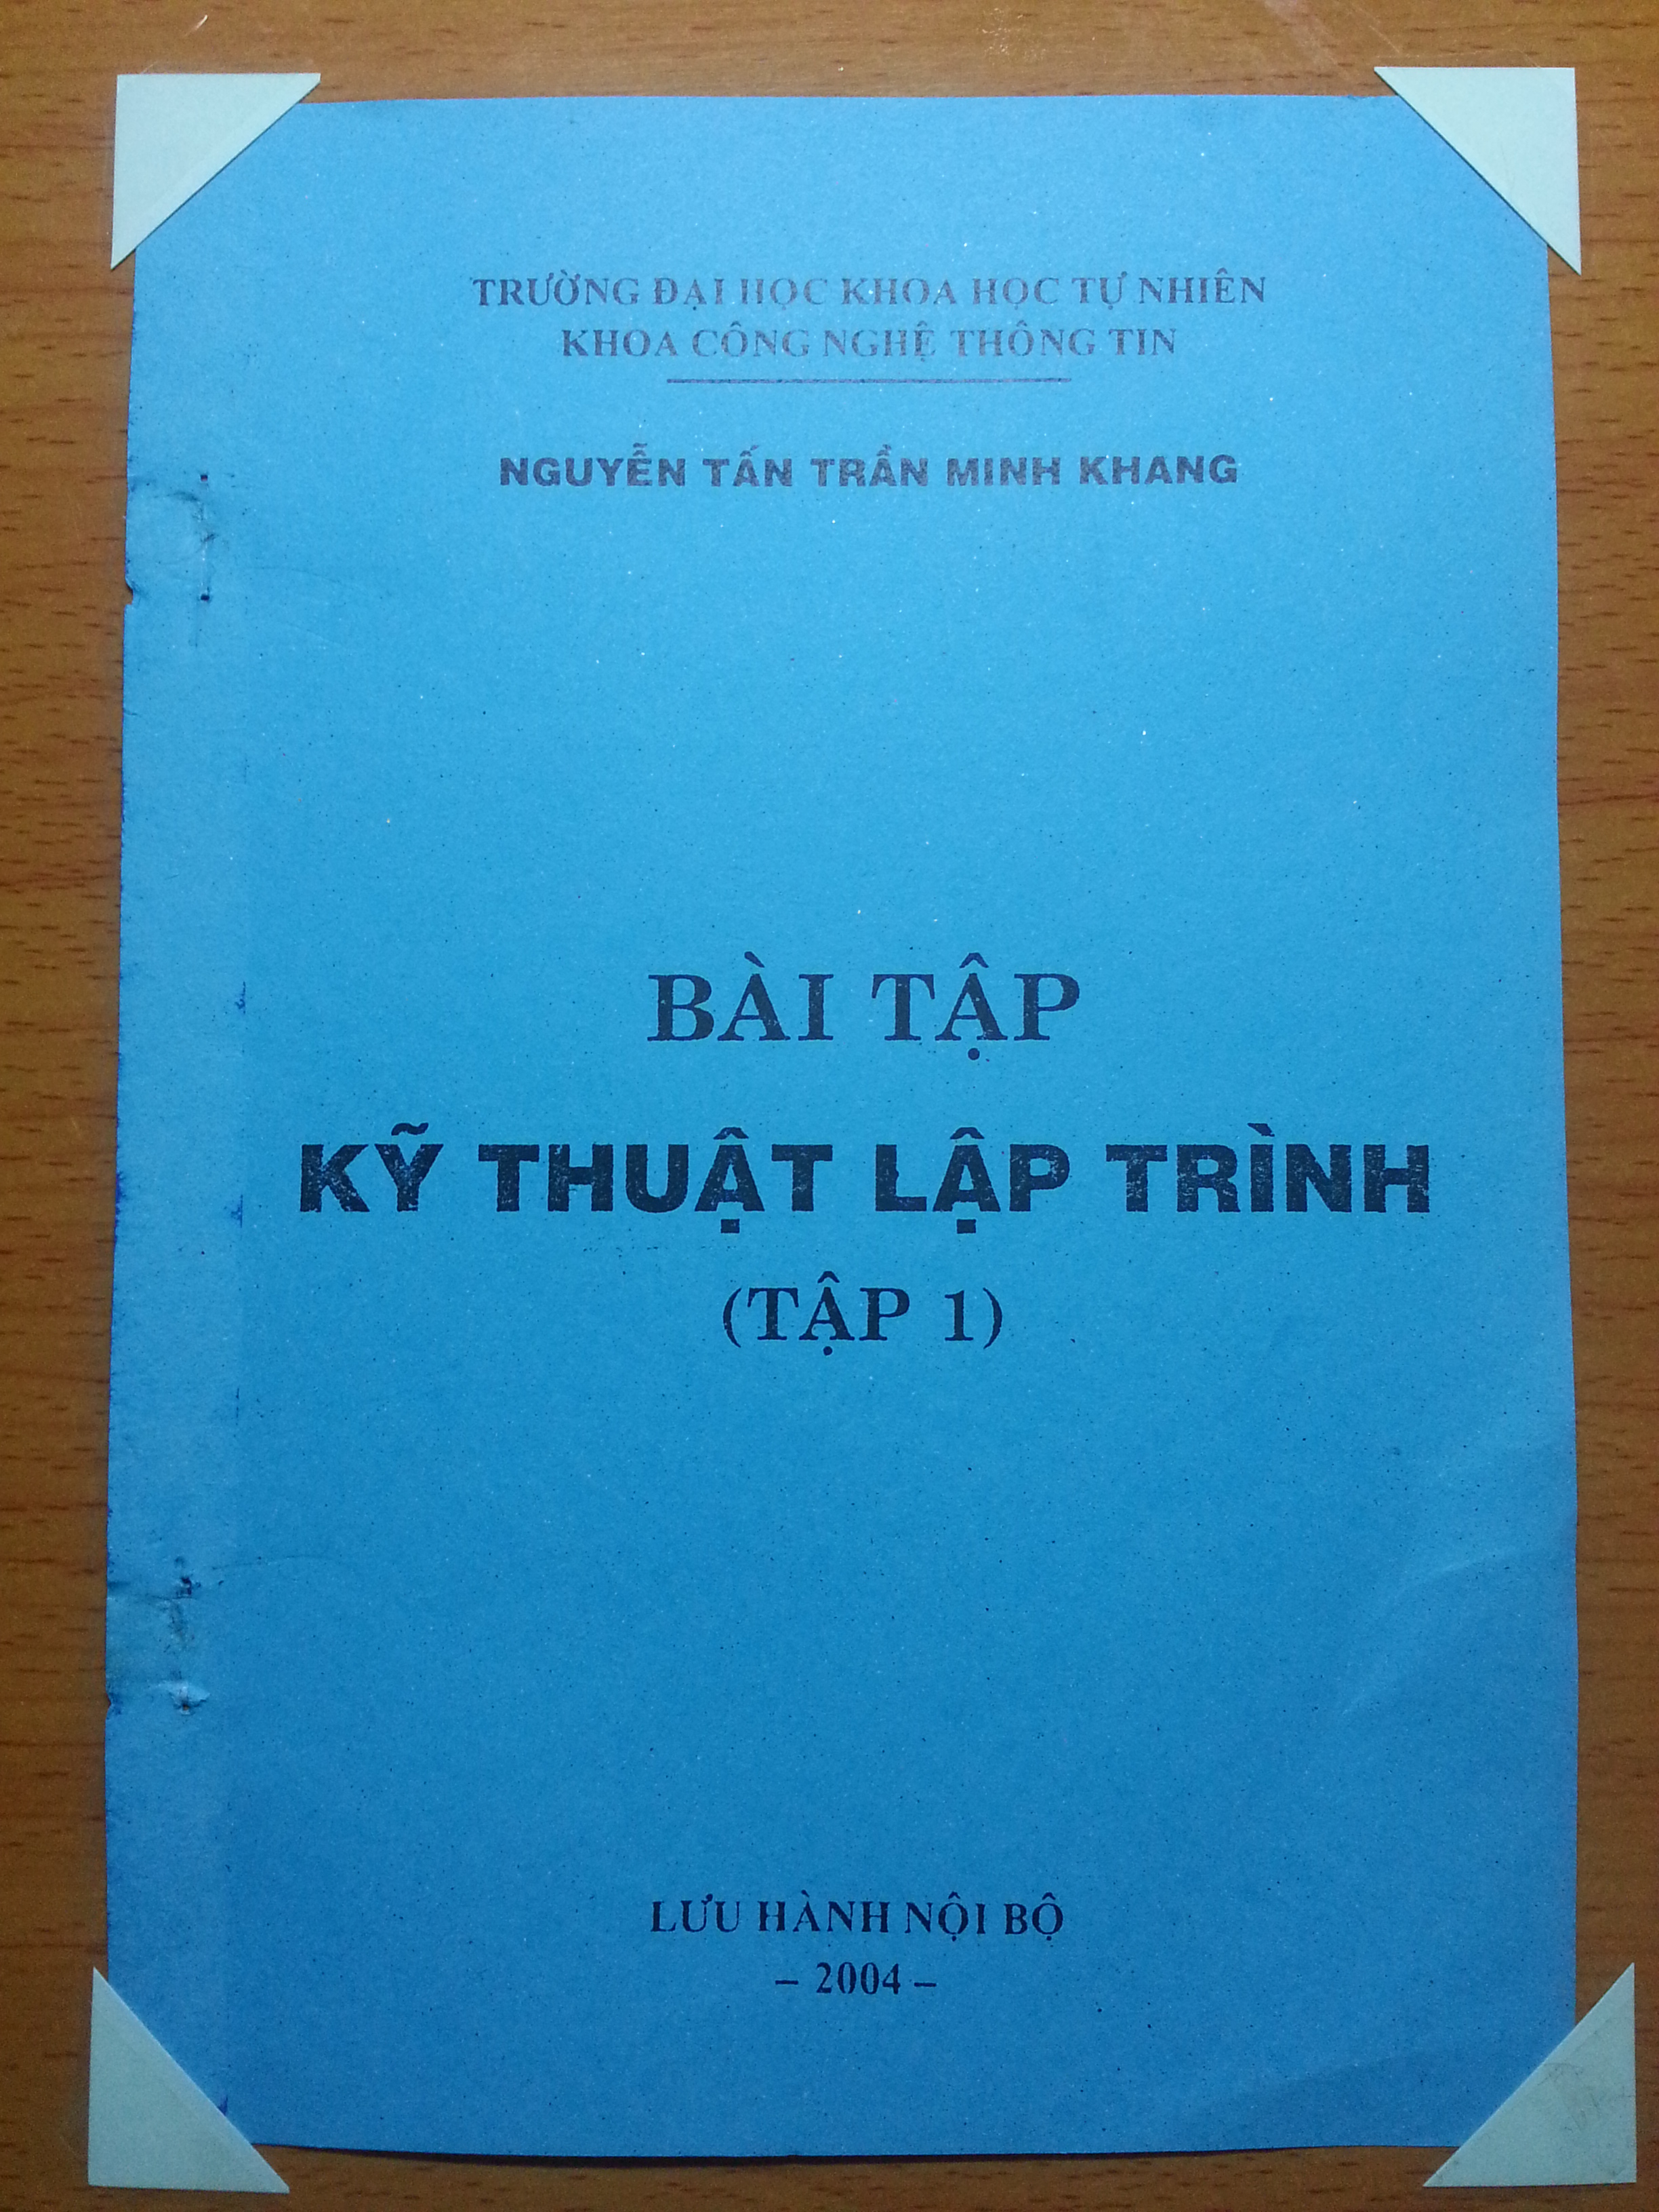 TRƯỜNG ĐẠI HỌC KHOA HỌC TỰ NHIÊN
KHOA CÔNG NGHỆ THÔNG TIN
NGUYỄN TẤN TRẦN MINH KHANG
BÀI TẬP
KỸ THUẬT LẬP TRÌNH
(TẬP 1)
LƯU HÀNH NỘI BỘ
– 2004 –